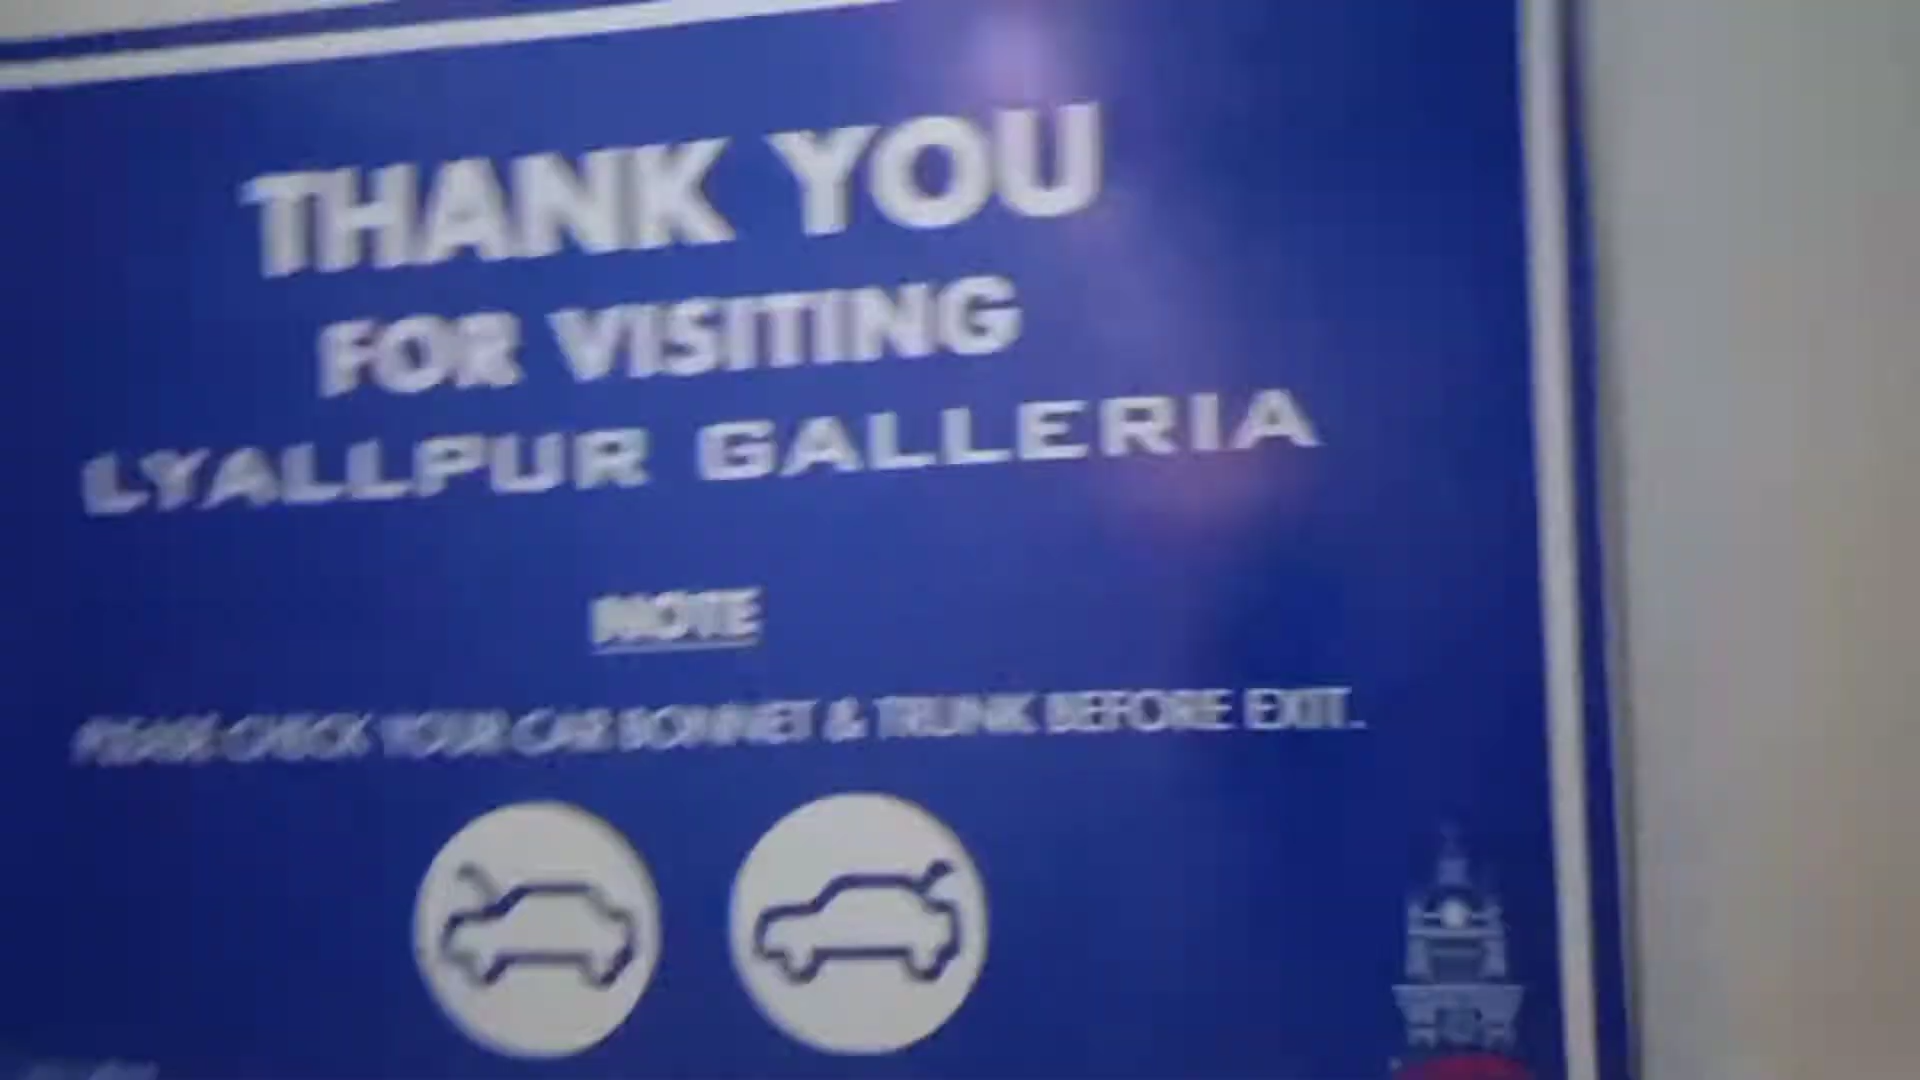 THANK YOU
FOR VISITING
LYALLPUR GALLERIA
NOTE
PLEASE CHECK YOUR CAR BONNET & TRUNK BEFORE EXIT.